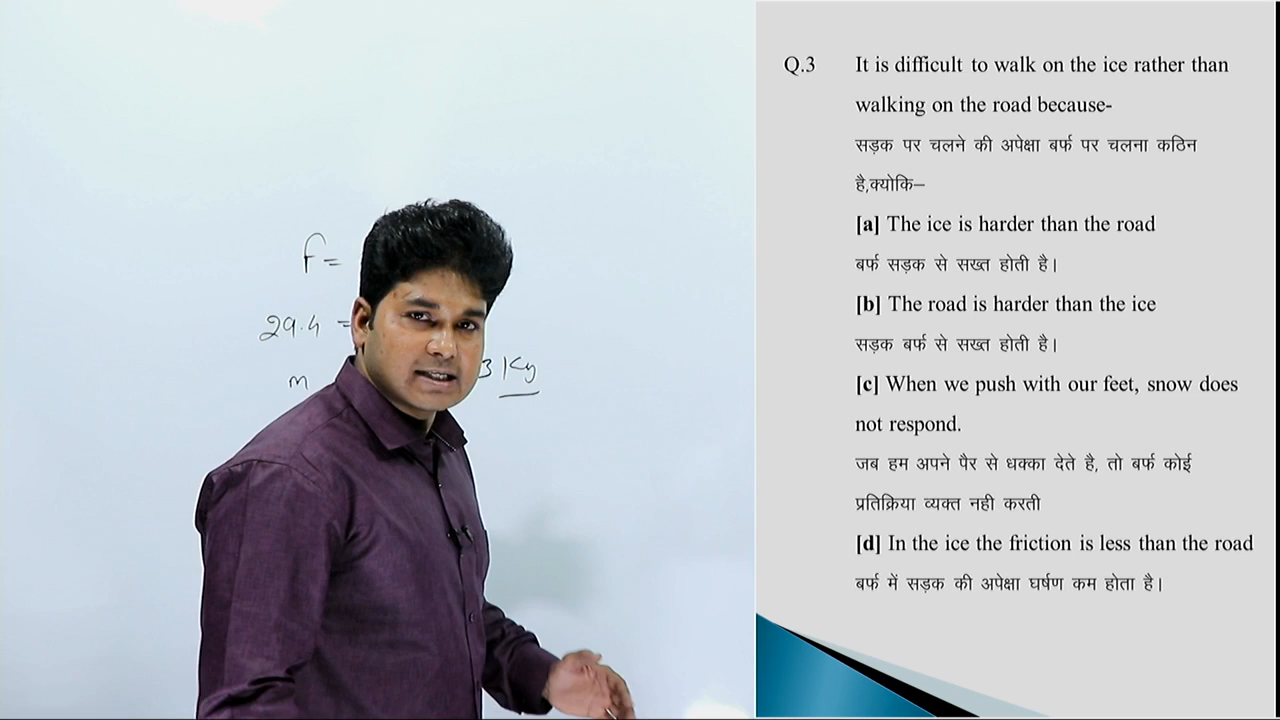 f =
29.4 =
m
3 Kg
Q.3 It is difficult to walk on the ice rather than
walking on the road because-
सड़क पर चलने की अपेक्षा बर्फ पर चलना कठिन
है,क्योकि–
[a] The ice is harder than the road
बर्फ सड़क से सख्त होती है।
[b] The road is harder than the ice
सड़क बर्फ से सख्त होती है।
[c] When we push with our feet, snow does
not respond.
जब हम अपने पैर से धक्का देते है, तो बर्फ कोई
प्रतिक्रिया व्यक्त नही करती
[d] In the ice the friction is less than the road
बर्फ में सड़क की अपेक्षा घर्षण कम होता है।